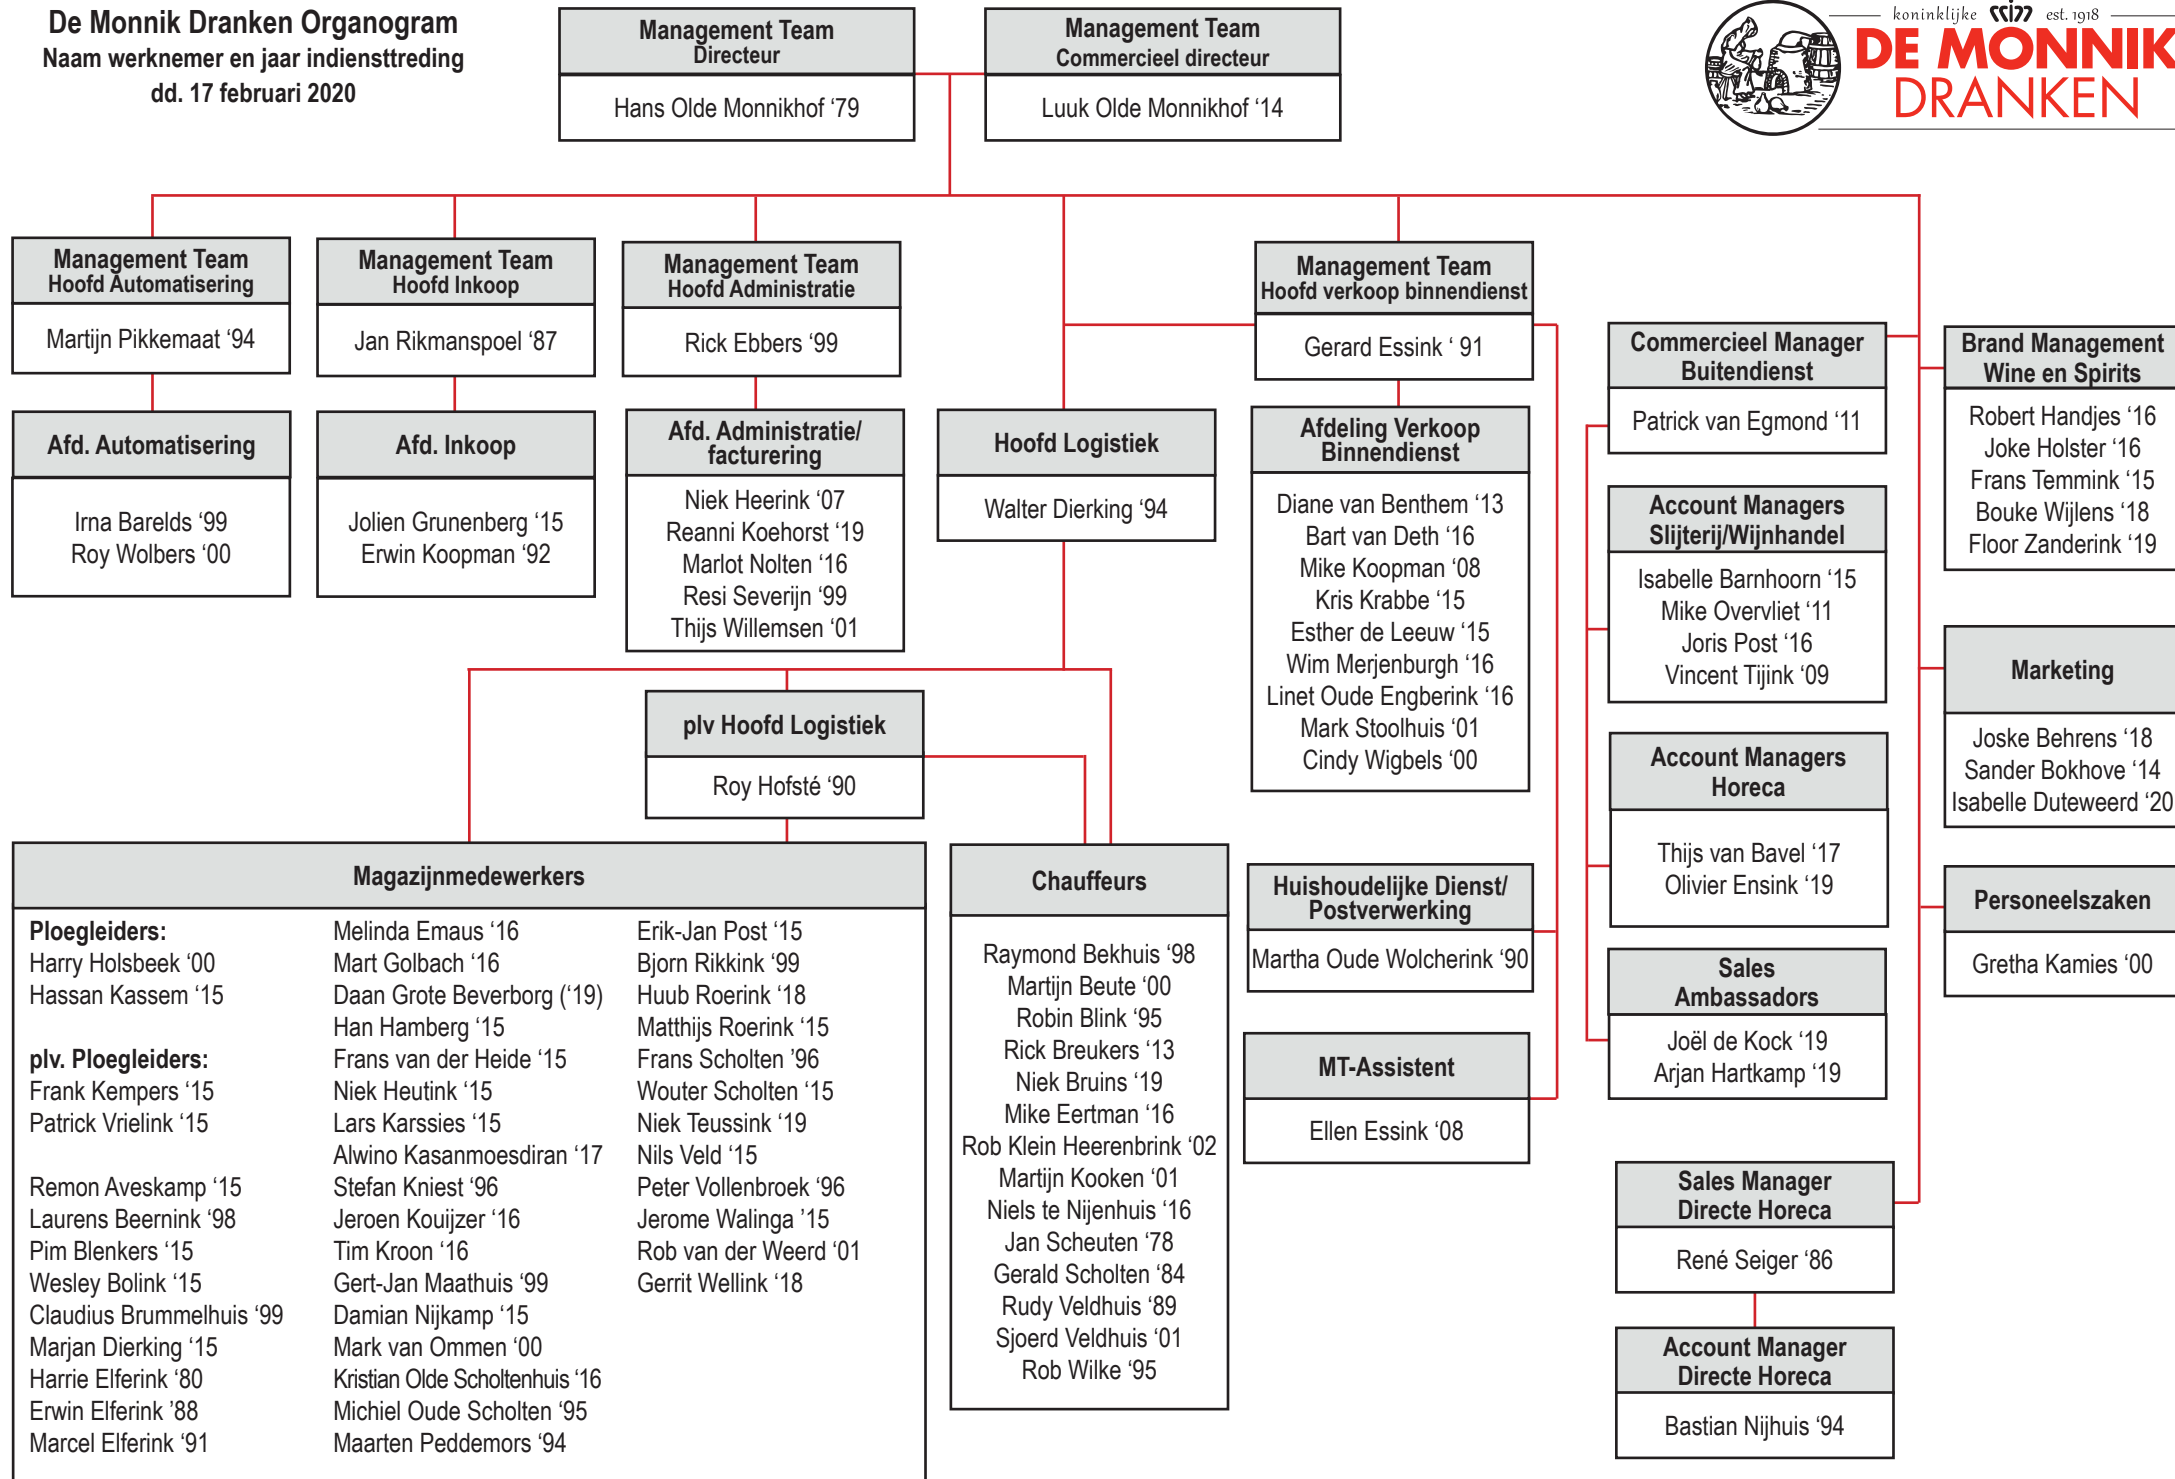 De Monnik Dranken Organogram
Naam werknemer en jaar indiensttreding
dd. 17 februari 2020
Management Team
Directeur
Hans Olde Monnikhof ‘79
Management Team
Commercieel directeur
Luuk Olde Monnikhof ‘14
koninklijke est. 1918
DE MONNIK
DRANKEN
Management Team
Hoofd Automatisering
Martijn Pikkemaat ‘94
Management Team
Hoofd Inkoop
Jan Rikmanspoel ‘87
Management Team
Hoofd Administratie
Rick Ebbers ‘99
Management Team
Hoofd verkoop binnendienst
Gerard Essink ‘ 91
Commercieel Manager
Buitendienst
Patrick van Egmond ‘11
Brand Management
Wine en Spirits
Robert Handjes ‘16
Joke Holster ‘16
Frans Temmink ‘15
Bouke Wijlens ‘18
Floor Zanderink ‘19
Afd. Automatisering
Irna Barelds ‘99
Roy Wolbers ‘00
Afd. Inkoop
Jolien Grunenberg ‘15
Erwin Koopman ‘92
Afd. Administratie/
facturering
Niek Heerink ‘07
Reanni Koehorst ‘19
Marlot Nolten ‘16
Resi Severijn ‘99
Thijs Willemsen ‘01
Hoofd Logistiek
Walter Dierking ‘94
Afdeling Verkoop
Binnendienst
Diane van Benthem ‘13
Bart van Deth ‘16
Mike Koopman ‘08
Kris Krabbe ‘15
Esther de Leeuw ‘15
Wim Merjenburgh ‘16
Linet Oude Engberink ‘16
Mark Stoolhuis ‘01
Cindy Wigbels ‘00
Account Managers
Slijterij/Wijnhandel
Isabelle Barnhoorn ‘15
Mike Overvliet ‘11
Joris Post ‘16
Vincent Tijink ‘09
Marketing
Joske Behrens ‘18
Sander Bokhove ‘14
Isabelle Duteweerd ‘20
plv Hoofd Logistiek
Roy Hofsté ‘90
Account Managers
Horeca
Thijs van Bavel ‘17
Olivier Ensink ‘19
Magazijnmedewerkers
Ploegleiders:
Harry Holsbeek ‘00
Hassan Kassem ‘15
plv. Ploegleiders:
Frank Kempers ‘15
Patrick Vrielink ‘15
Remon Aveskamp ‘15
Laurens Beernink ‘98
Pim Blenkers ‘15
Wesley Bolink ‘15
Claudius Brummelhuis ‘99
Marjan Dierking ‘15
Harrie Elferink ‘80
Erwin Elferink ’88
Marcel Elferink ‘91
Melinda Emaus ‘16
Mart Golbach ‘16
Daan Grote Beverborg (‘19)
Han Hamberg ‘15
Frans van der Heide ‘15
Niek Heutink ‘15
Lars Karssies ‘15
Alwino Kasanmoesdiran ‘17
Stefan Kniest ‘96
Jeroen Kouijzer ‘16
Tim Kroon ‘16
Gert-Jan Maathuis ‘99
Damian Nijkamp ‘15
Mark van Ommen ‘00
Kristian Olde Scholtenhuis ‘16
Michiel Oude Scholten ‘95
Maarten Peddemors ‘94
Erik-Jan Post ‘15
Bjorn Rikkink ‘99
Huub Roerink ‘18
Matthijs Roerink ‘15
Frans Scholten ’96
Wouter Scholten ‘15
Niek Teussink ‘19
Nils Veld ‘15
Peter Vollenbroek ‘96
Jerome Walinga ’15
Rob van der Weerd ‘01
Gerrit Wellink ‘18
Chauffeurs
Raymond Bekhuis ‘98
Martijn Beute ‘00
Robin Blink ‘95
Rick Breukers ‘13
Niek Bruins ‘19
Mike Eertman ‘16
Rob Klein Heerenbrink ‘02
Martijn Kooken ‘01
Niels te Nijenhuis ‘16
Jan Scheuten ‘78
Gerald Scholten ‘84
Rudy Veldhuis ‘89
Sjoerd Veldhuis ‘01
Rob Wilke ‘95
Huishoudelijke Dienst/
Postverwerking
Martha Oude Wolcherink ‘90
MT-Assistent
Ellen Essink ‘08
Personeelszaken
Gretha Kamies ‘00
Sales
Ambassadors
Joël de Kock ‘19
Arjan Hartkamp ‘19
Sales Manager
Directe Horeca
René Seiger ‘86
Account Manager
Directe Horeca
Bastian Nijhuis ‘94